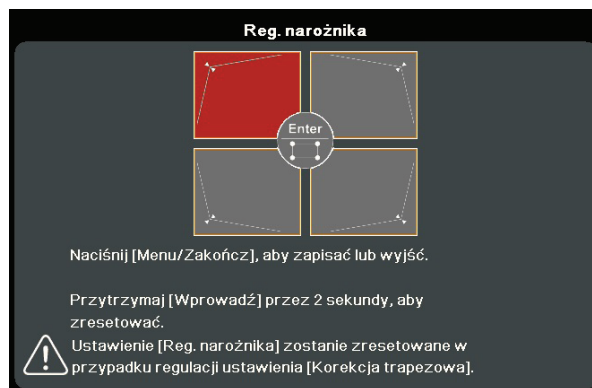 Reg. narożnika
Enter
Naciśnij [Menu/Zakończ], aby zapisać lub wyjść.
Przytrzymaj [Wprowadź] przez 2 sekundy, aby
zresetować.
Ustawienie [Reg. narożnika] zostanie zresetowane w
przypadku regulacji ustawienia [Korekcja trapezowa].